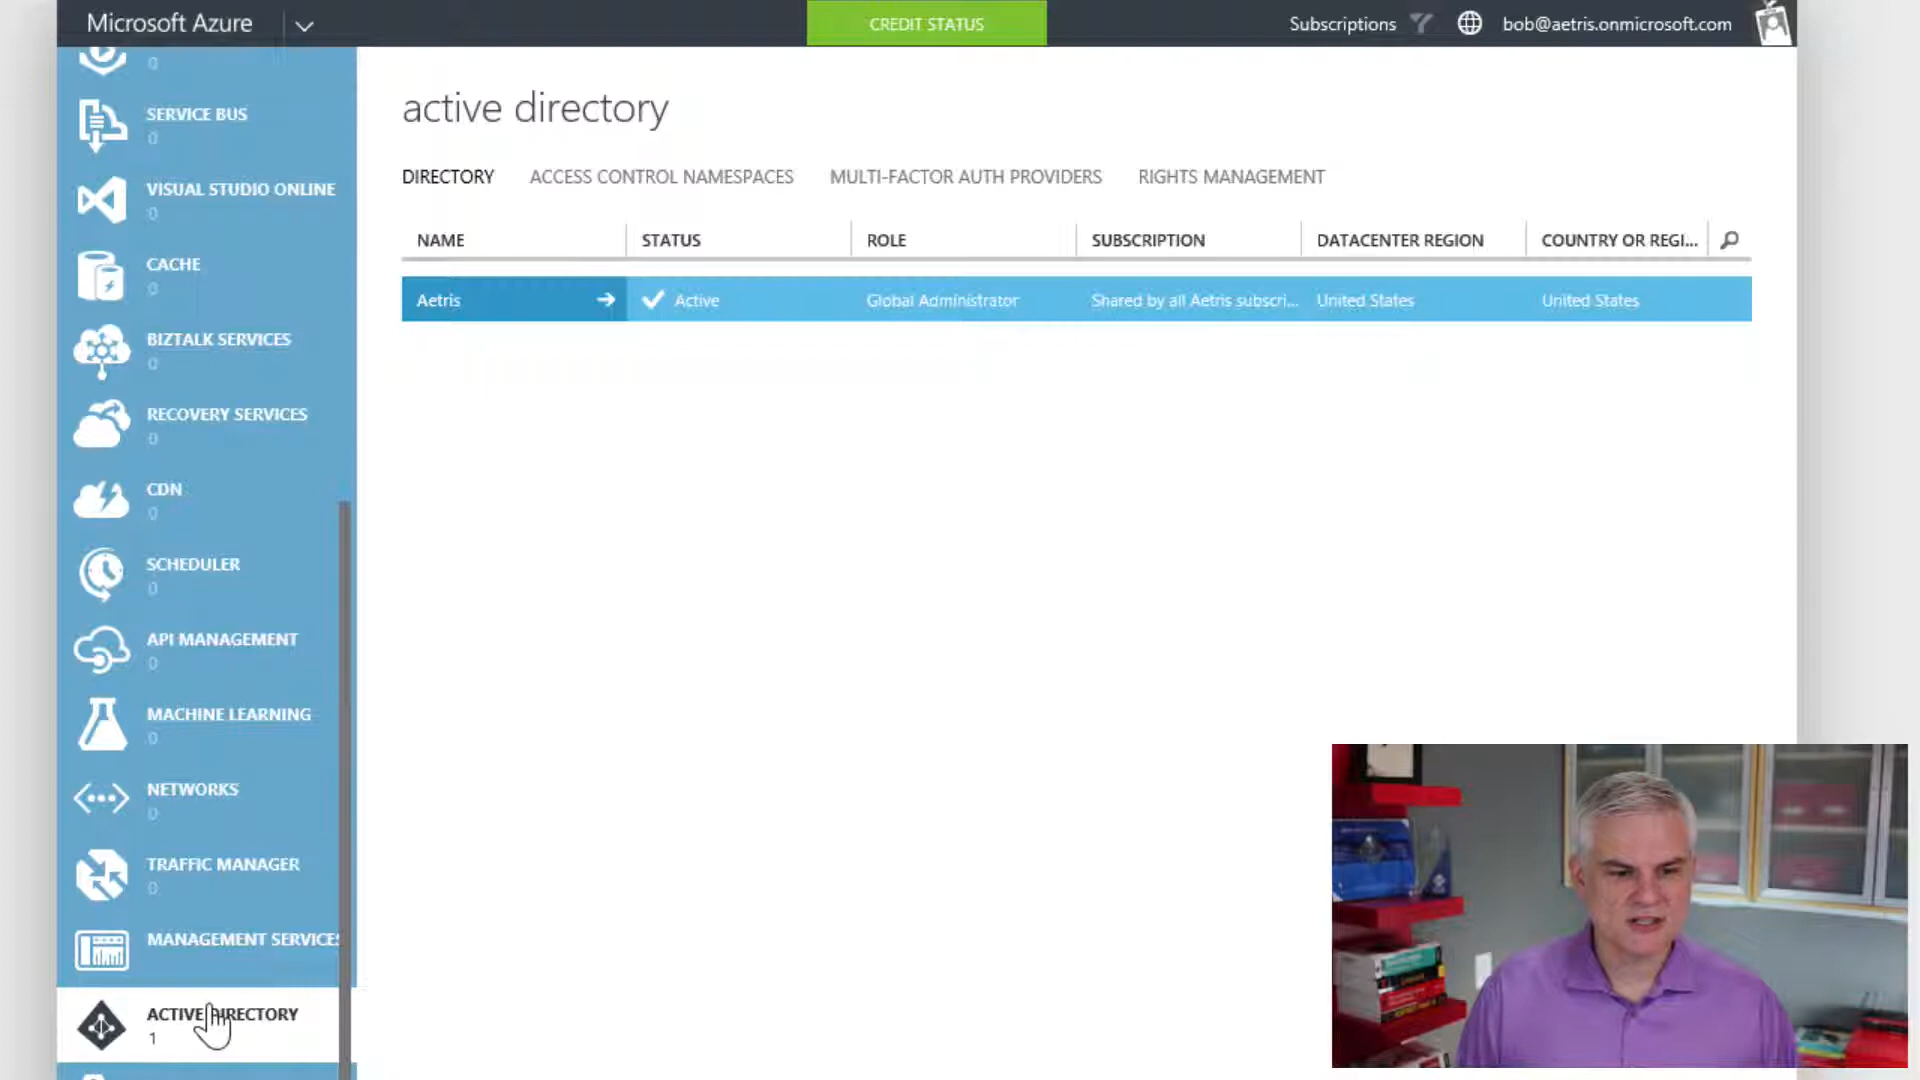 Microsoft Azure
CREDIT STATUS
Subscriptions
bob@aetris.onmicrosoft.com
0
SERVICE BUS
0
VISUAL STUDIO ONLINE
0
CACHE
0
BIZTALK SERVICES
0
RECOVERY SERVICES
0
CDN
0
SCHEDULER
0
API MANAGEMENT
0
MACHINE LEARNING
0
NETWORKS
0
TRAFFIC MANAGER
0
MANAGEMENT SERVICES
ACTIVE DIRECTORY
1
active directory
DIRECTORY ACCESS CONTROL NAMESPACES MULTI-FACTOR AUTH PROVIDERS RIGHTS MANAGEMENT
NAME STATUS ROLE SUBSCRIPTION DATACENTER REGION COUNTRY OR REGI...
Aetris Active Global Administrator Shared by all Aetris subscri... United States United States